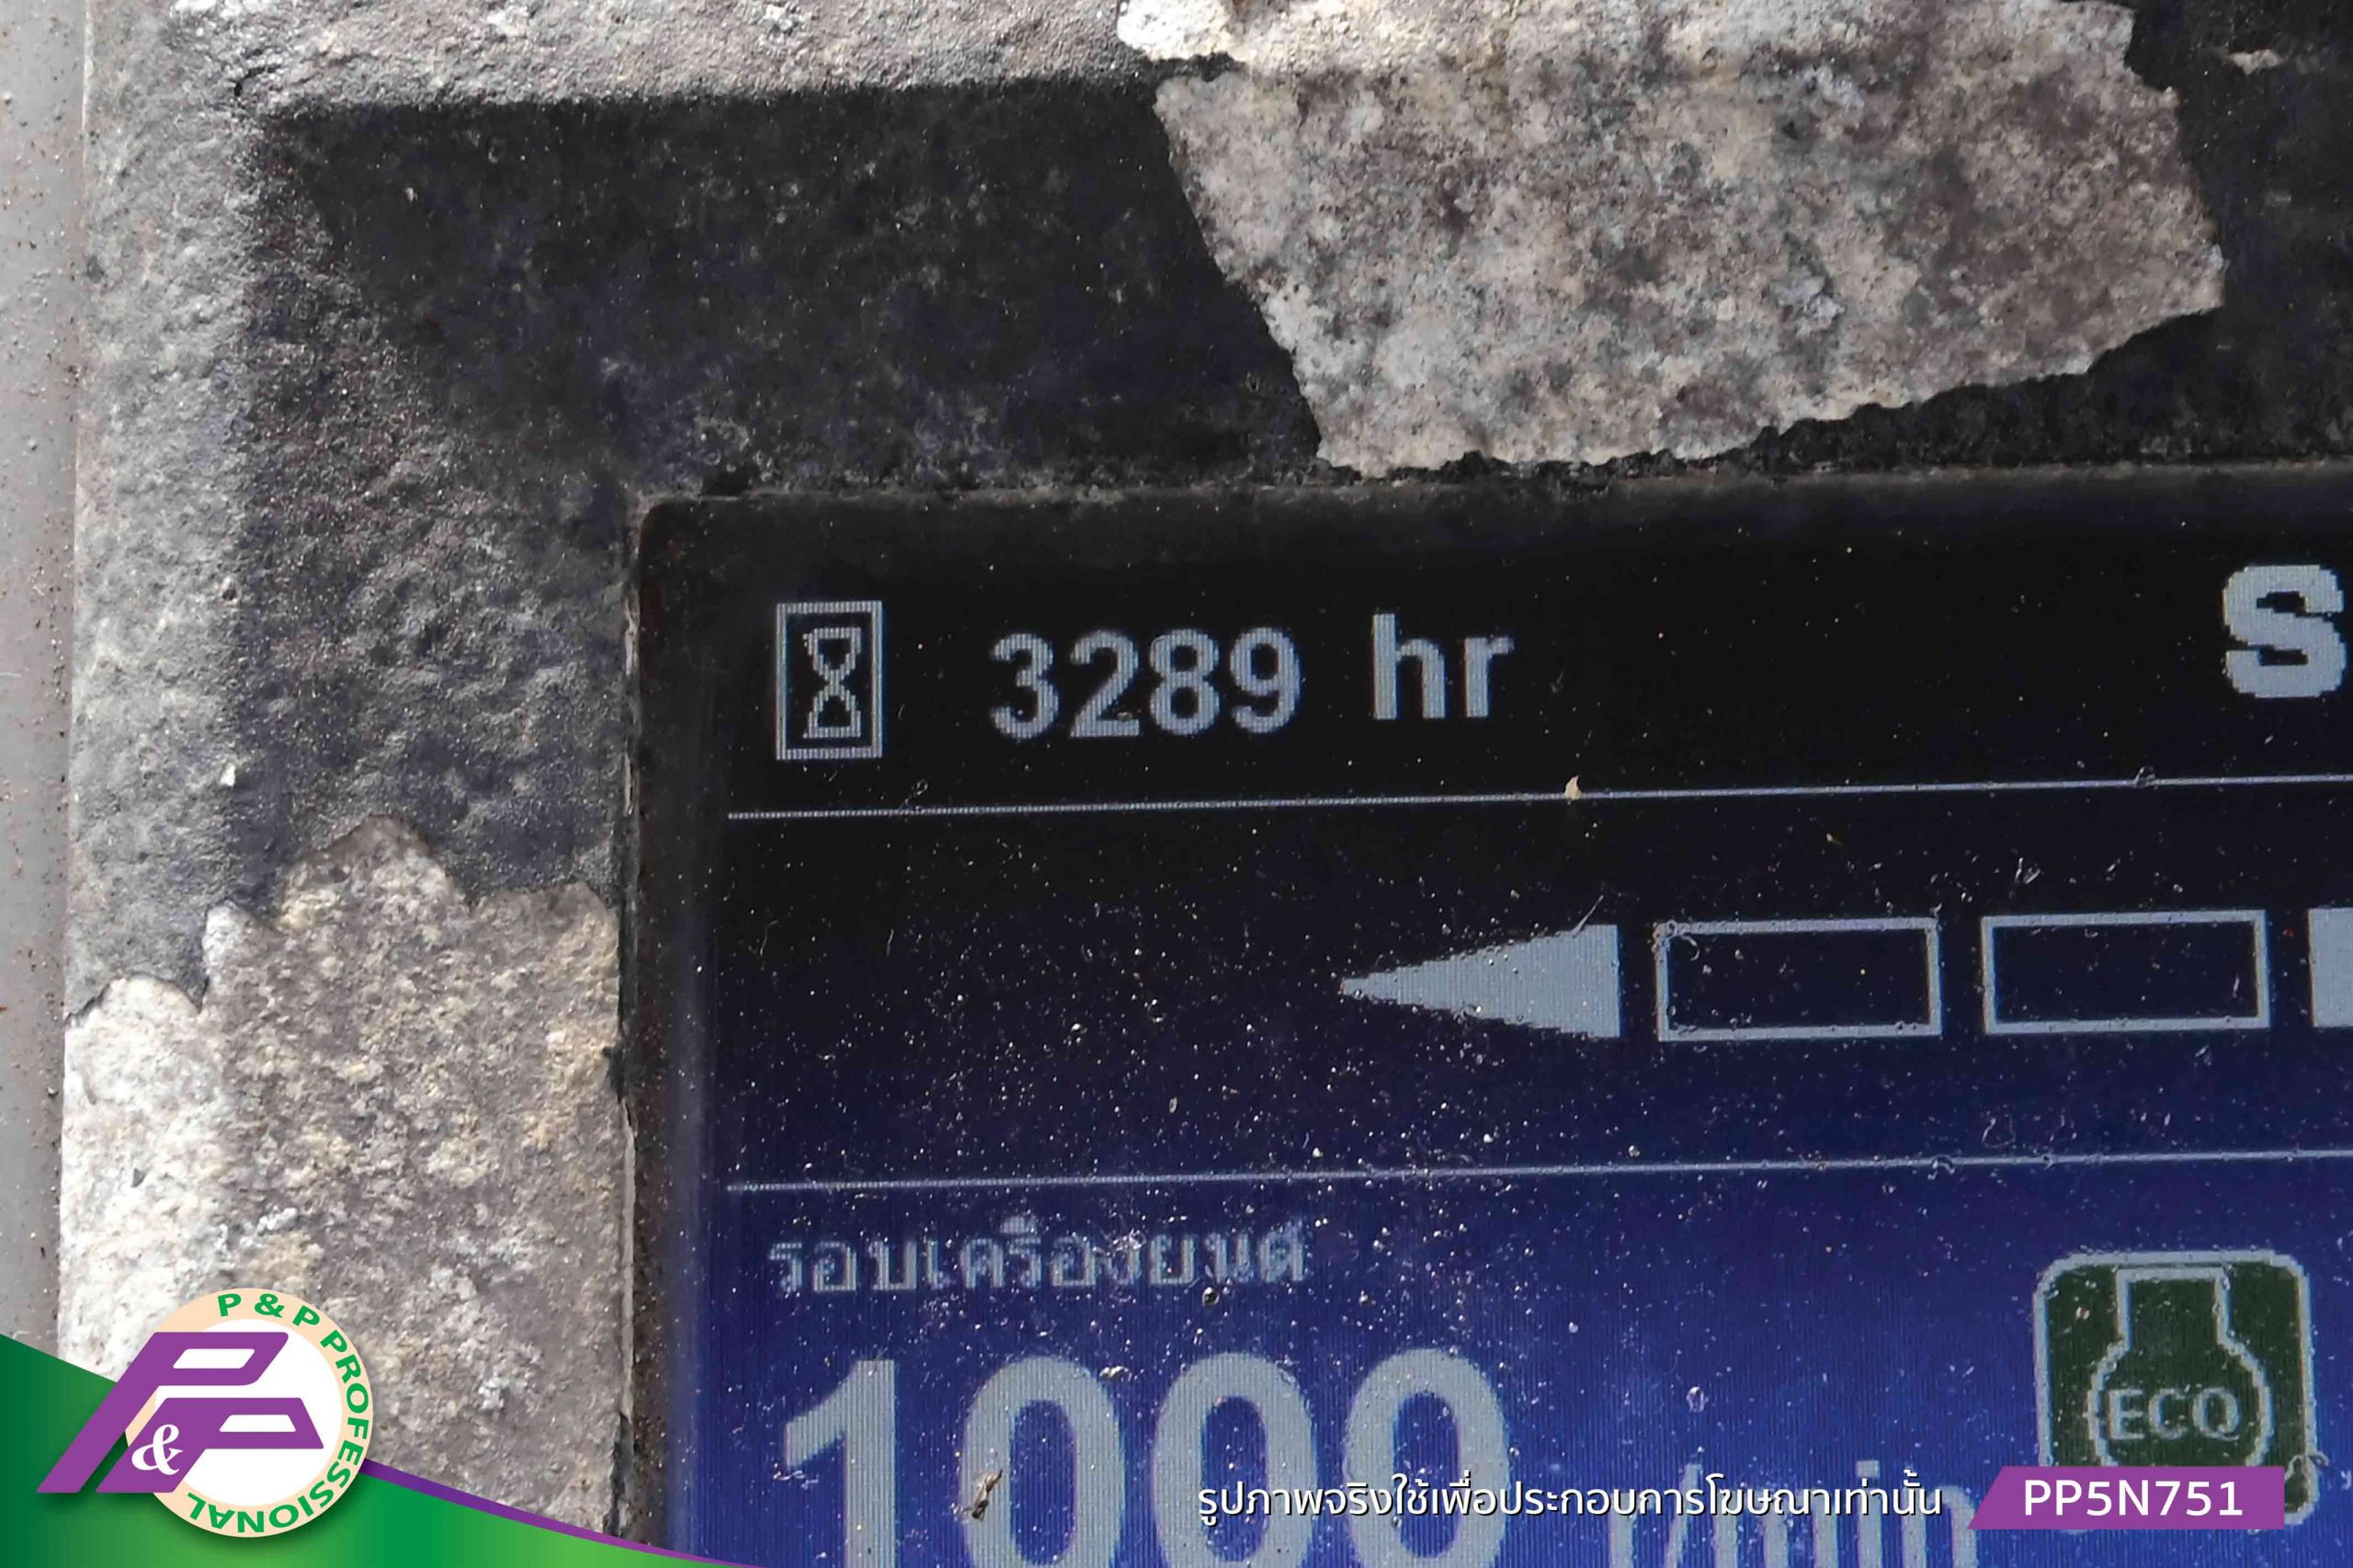 3289 hr
S
รอบเครื่องยนต์
1000 r/min
ECO
P & P PROFESSIONAL
P&P
รูปภาพจริงใช้เพื่อประกอบการโฆษณาเท่านั้น
PP5N751